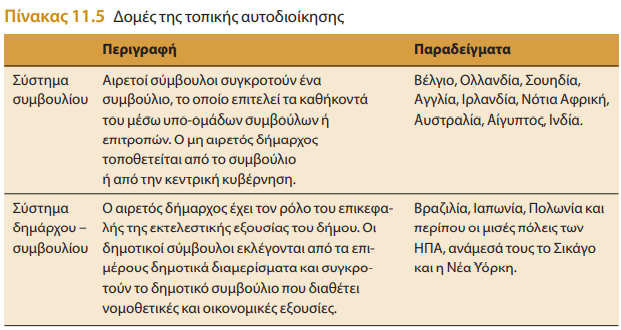 Πίνακας 11.5 Δομές της τοπικής αυτοδιοίκησης
Περιγραφή Παραδείγματα
Σύστημα συμβουλίου
Αιρετοί σύμβουλοι συγκροτούν ένα
συμβούλιο, το οποίο επιτελεί τα καθήκοντά
του μέσω υπο-ομάδων συμβούλων ή
επιτροπών. Ο μη αιρετός δήμαρχος
τοποθετείται από το συμβούλιο
ή από την κεντρική κυβέρνηση.
Βέλγιο, Ολλανδία, Σουηδία,
Αγγλία, Ιρλανδία, Νότια Αφρική,
Αυστραλία, Αίγυπτος, Ινδία.
Σύστημα
δημάρχου –
συμβουλίου
Ο αιρετός δήμαρχος έχει τον ρόλο του επικεφα-
λής της εκτελεστικής εξουσίας του δήμου. Οι
δημοτικοί σύμβουλοι εκλέγονται από τα επι-
μέρους δημοτικά διαμερίσματα και συγκρο-
τούν το δημοτικό συμβούλιο που διαθέτει
νομοθετικές και οικονομικές εξουσίες.
Βραζιλία, Ιαπωνία, Πολωνία και
περίπου οι μισές πόλεις των
ΗΠΑ, ανάμεσά τους το Σικάγο
και η Νέα Υόρκη.